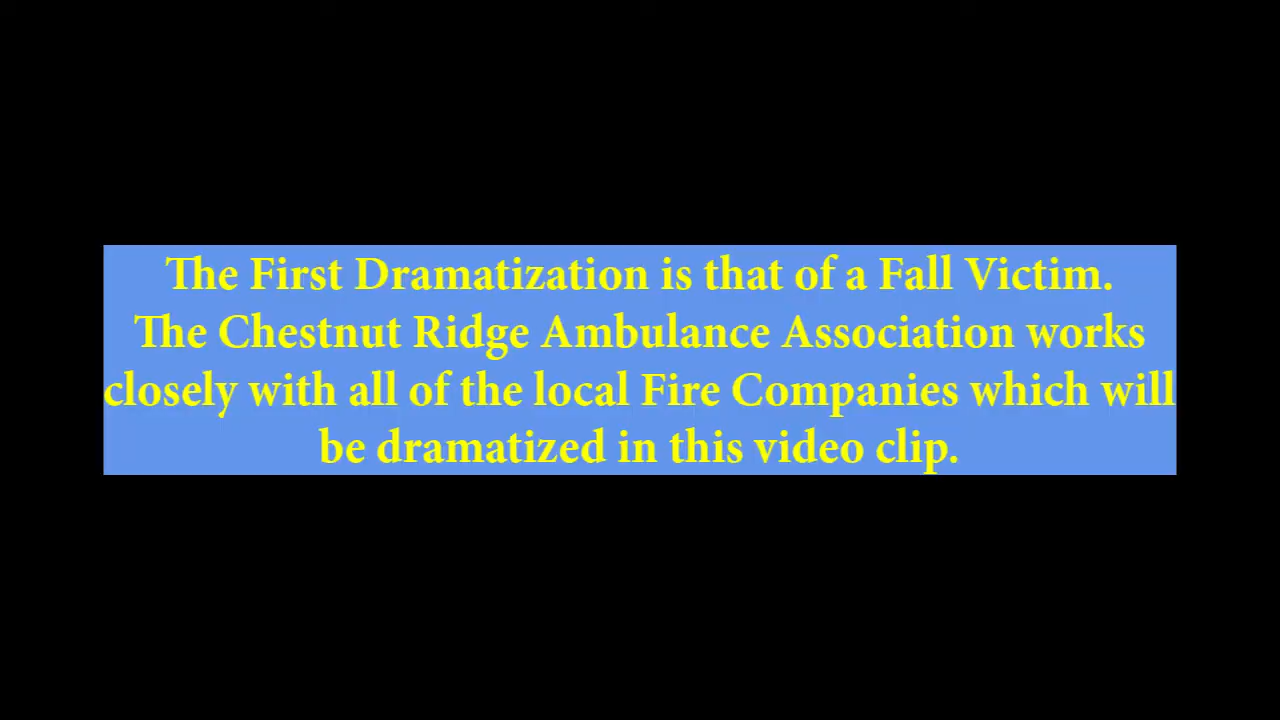 The First Dramatization is that of a Fall Victim.
The Chestnut Ridge Ambulance Association works
closely with all of the local Fire Companies which will
be dramatized in this video clip.